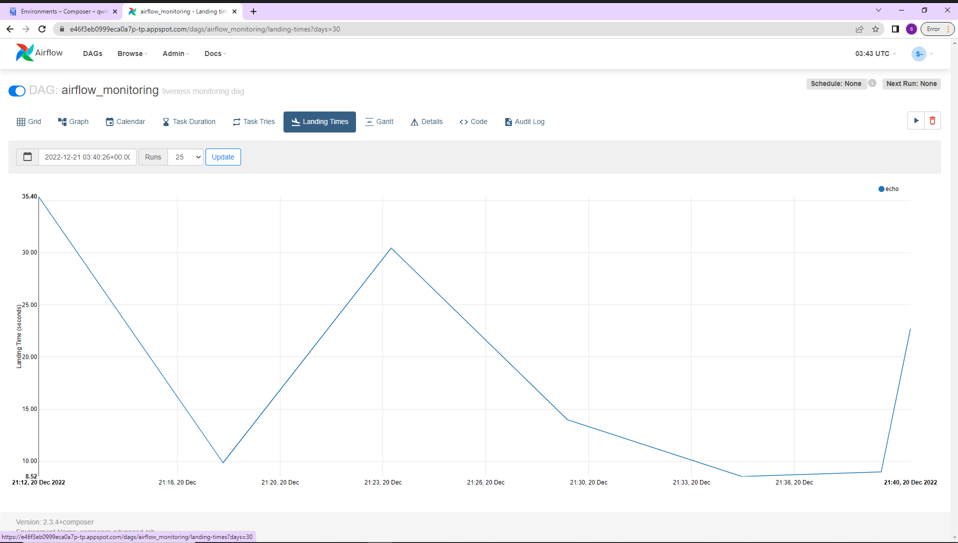 Environments – Composer – qwi
airflow_monitoring - Landing tim
e46f3eb0999eca0a7p-tp.appspot.com/dags/airflow_monitoring/landing-times?days=30
S
Error
Airflow
DAGs
Browse
Admin
Docs
03:43 UTC
S-
DAG: airflow_monitoring liveness monitoring dag
Schedule: None
Next Run: None
Grid
Graph
Calendar
Task Duration
Task Tries
Landing Times
Gantt
Details
Code
Audit Log
2022-12-21 03:40:26+00:00
Runs
25
Update
echo
35.40
30.00
25.00
20.00
15.00
10.00
8.52
Landing Time (seconds)
21:12, 20 Dec 2022
21:16, 20 Dec
21:20, 20 Dec
21:23, 20 Dec
21:26, 20 Dec
21:30, 20 Dec
21:33, 20 Dec
21:36, 20 Dec
21:40, 20 Dec 2022
Version: 2.3.4+composer
https://e46f3eb0999eca0a7p-tp.appspot.com/dags/airflow_monitoring/landing-times?days=30